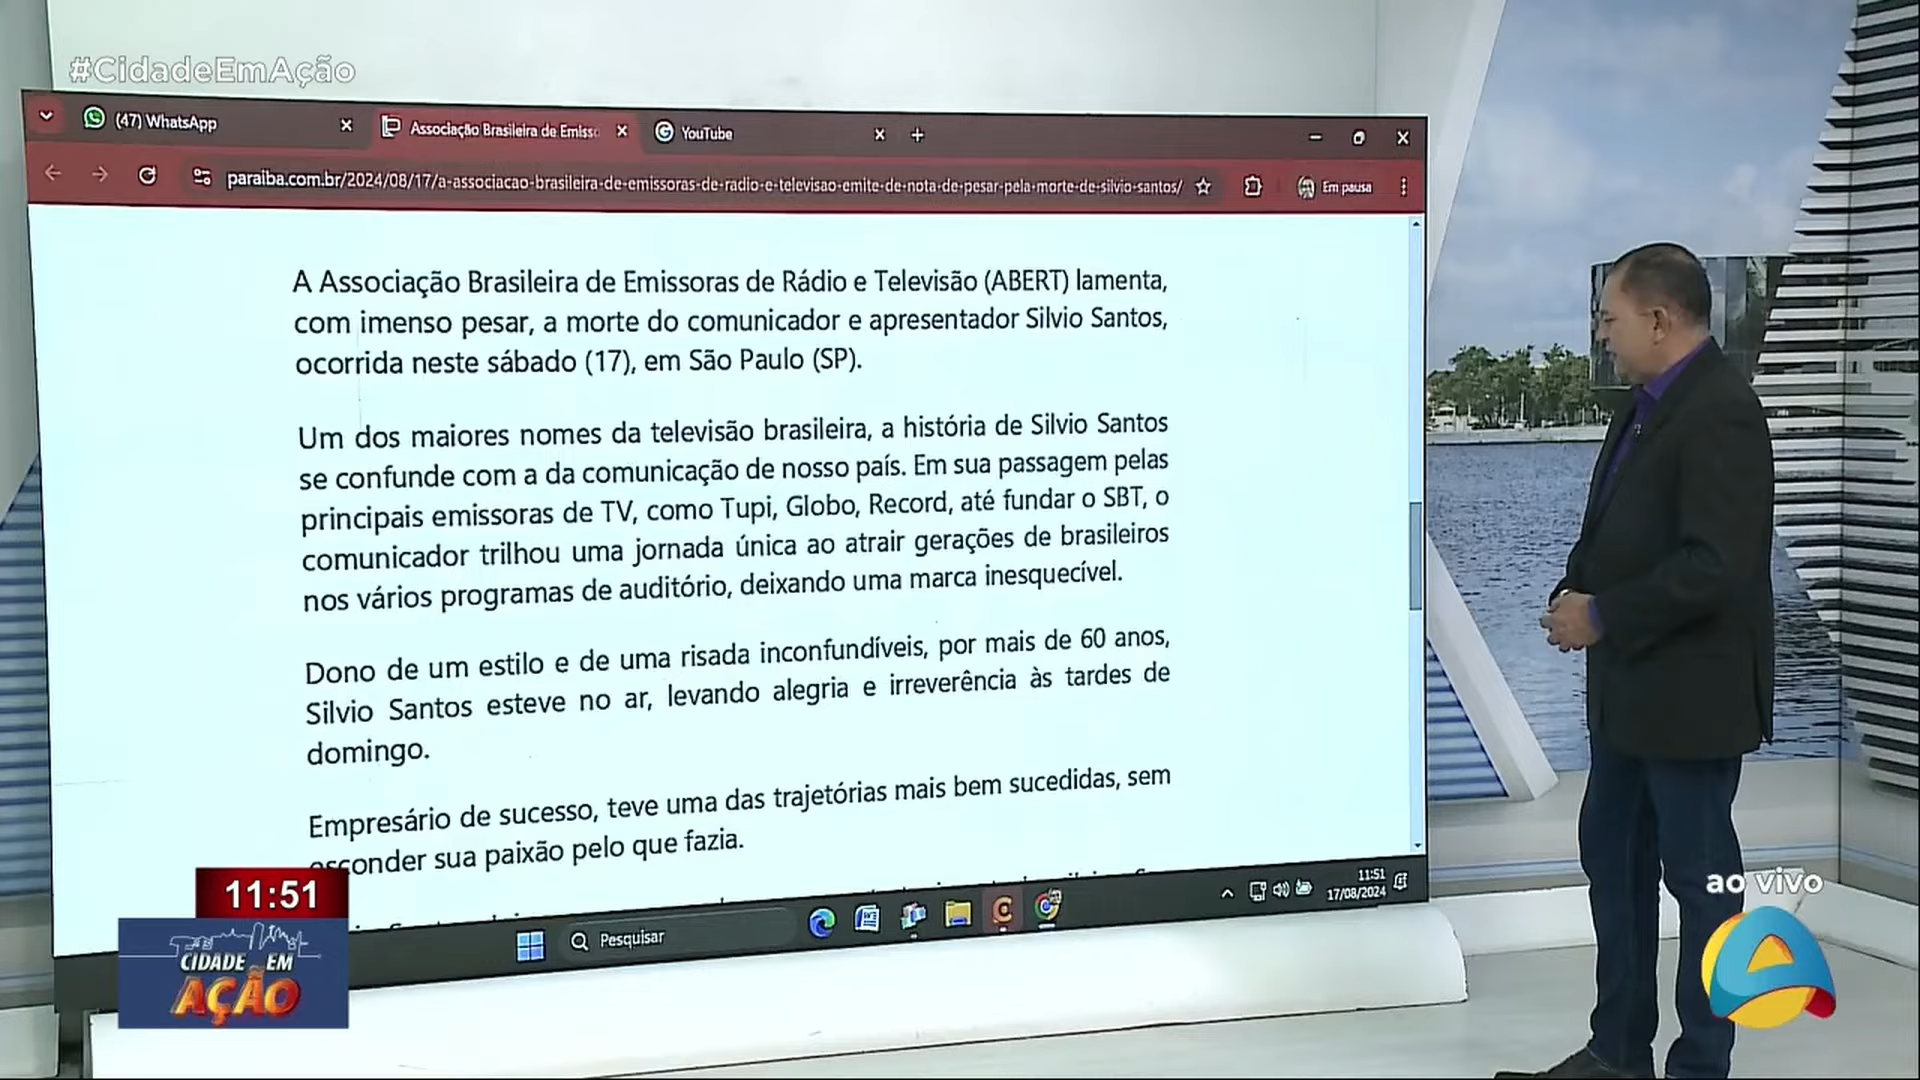 #CidadeEmAção
(47) WhatsApp
Associação Brasileira de Emiss
YouTube
paraiba.com.br/2024/08/17/a-associacao-brasileira-de-emissoras-de-radio-e-televisao-emite-de-nota-de-pesar-pela-morte-de-silvio-santos/
Em pausa
A Associação Brasileira de Emissoras de Rádio e Televisão (ABERT) lamenta,
com imenso pesar, a morte do comunicador e apresentador Silvio Santos,
ocorrida neste sábado (17), em São Paulo (SP).
Um dos maiores nomes da televisão brasileira, a história de Silvio Santos
se confunde com a da comunicação de nosso país. Em sua passagem pelas
principais emissoras de TV, como Tupi, Globo, Record, até fundar o SBT, o
comunicador trilhou uma jornada única ao atrair gerações de brasileiros
nos vários programas de auditório, deixando uma marca inesquecível.
Dono de um estilo e de uma risada inconfundíveis, por mais de 60 anos,
Silvio Santos esteve no ar, levando alegria e irreverência às tardes de
domingo.
Empresário de sucesso, teve uma das trajetórias mais bem sucedidas, sem
esconder sua paixão pelo que fazia.
Pesquisar
11:51
17/08/2024
11:51
CIDADE EM
AÇÃO
ao vivo